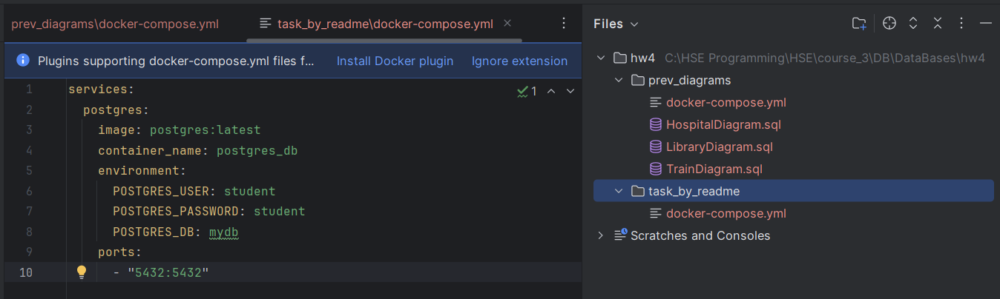 prev_diagrams\docker-compose.yml
task_by_readme\docker-compose.yml
Plugins supporting docker-compose.yml files f... Install Docker plugin Ignore extension
1 services:
2 postgres:
3 image: postgres:latest
4 container_name: postgres_db
5 environment:
6 POSTGRES_USER: student
7 POSTGRES_PASSWORD: student
8 POSTGRES_DB: mydb
9 ports:
10 - "5432:5432"
1
Files
hw4 C:\HSE Programming\HSE\course_3\DB\DataBases\hw4
prev_diagrams
docker-compose.yml
HospitalDiagram.sql
LibraryDiagram.sql
TrainDiagram.sql
task_by_readme
docker-compose.yml
Scratches and Consoles